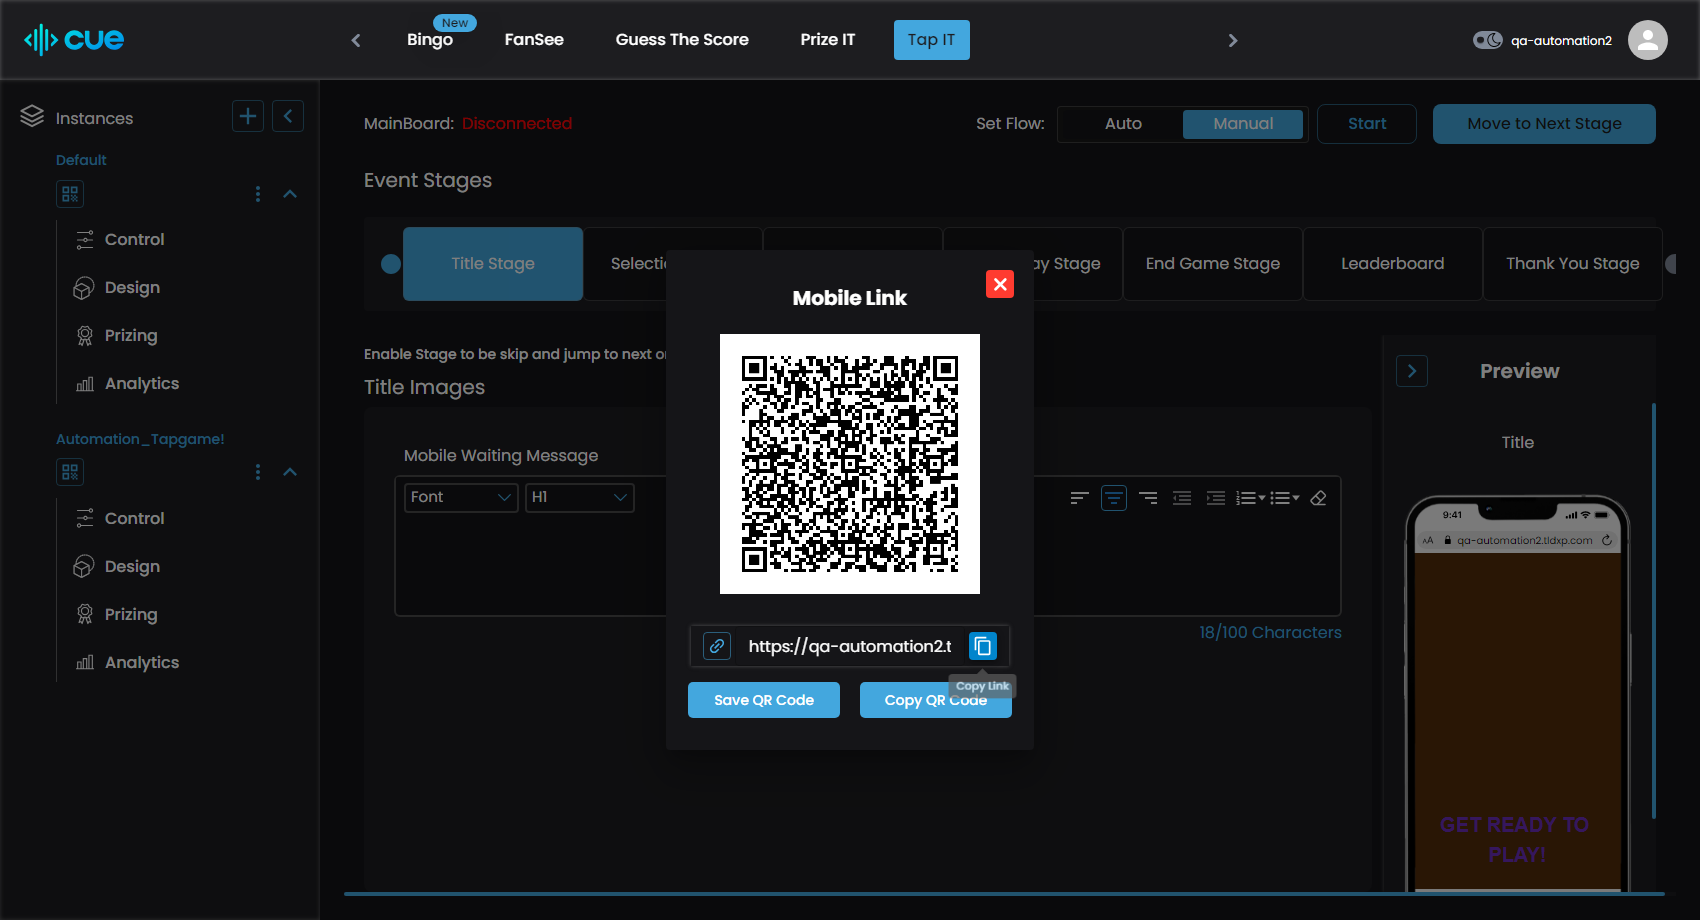 cue
New
Bingo
FanSee
Guess The Score
Prize IT
Tap IT
qa-automation2
Instances
MainBoard: Disconnected
Set Flow:
Auto
Manual
Start
Move to Next Stage
Default
Event Stages
Control
Design
Prizing
Analytics
Title Stage
Selectio
ay Stage
End Game Stage
Leaderboard
Thank You Stage
Mobile Link
Enable Stage to be skip and jump to next o
Title Images
Preview
Automation_Tapgame!
Mobile Waiting Message
Title
Font
H1
Control
Design
Prizing
Analytics
9:41
AA
qa-automation2.tldxp.com
18/100 Characters
https://qa-automation2.t
Copy Link
Save QR Code
Copy QR Code
GET READY TO
PLAY!